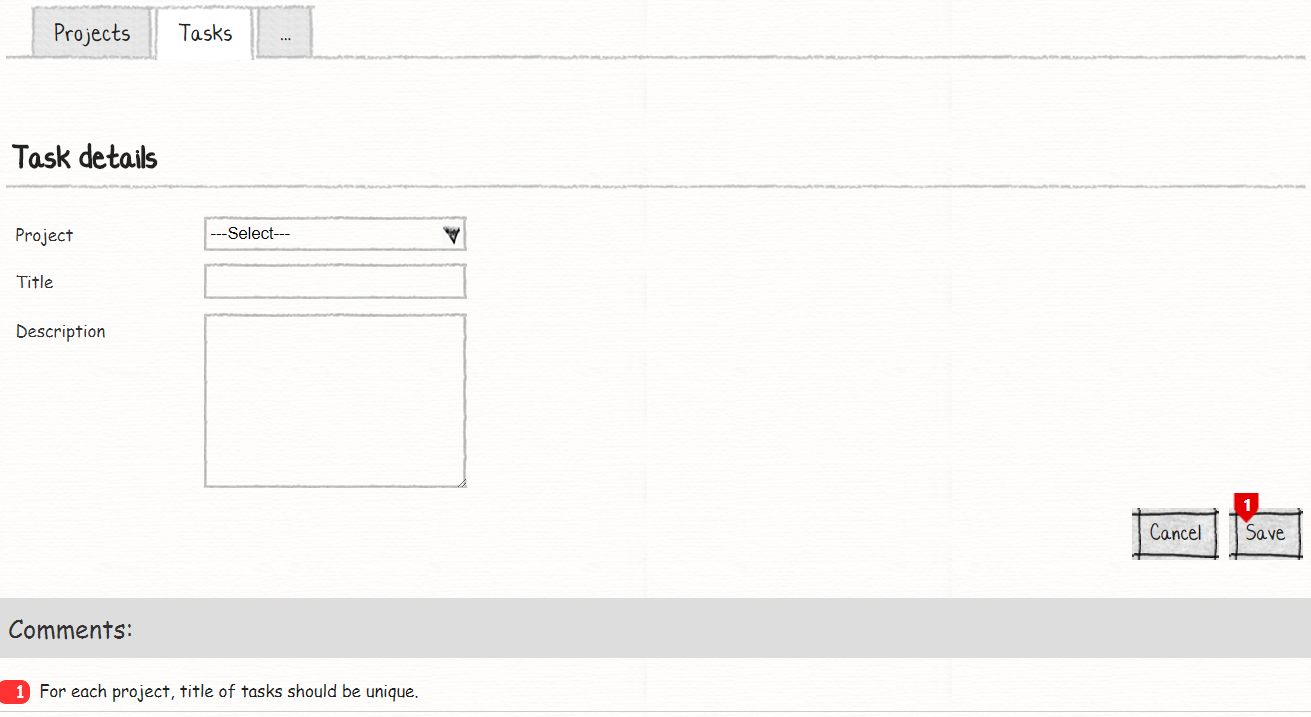 Projects Tasks ...
Task details
Project ---Select---
Title
Description
1
Cancel Save
Comments:
1 For each project, title of tasks should be unique.